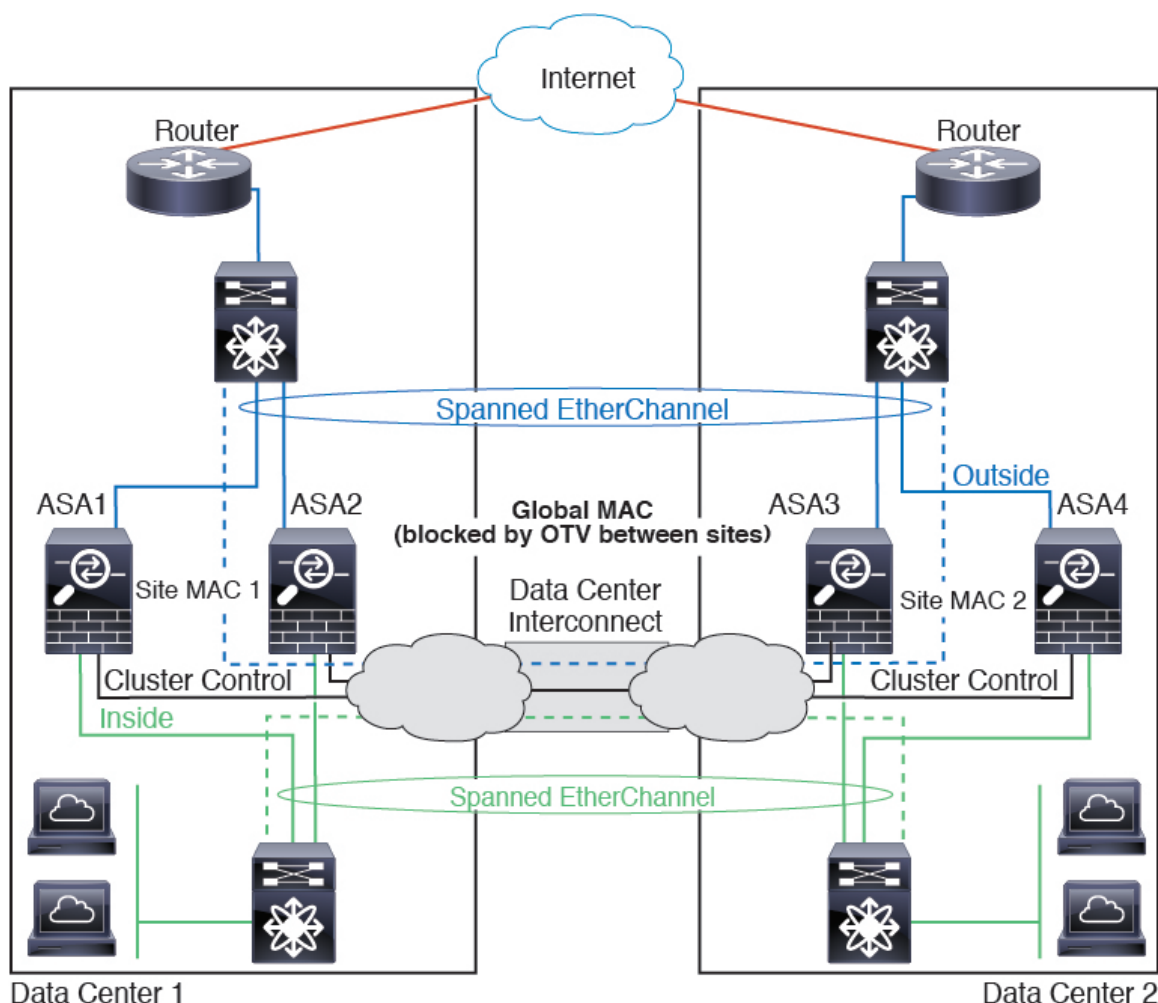 Internet
Router
Router
Spanned EtherChannel
Outside
ASA1
ASA2
Global MAC
(blocked by OTV between sites)
ASA3
ASA4
Site MAC 1
Data Center
Interconnect
Site MAC 2
Cluster Control
Cluster Control
Inside
Spanned EtherChannel
Data Center 1
Data Center 2